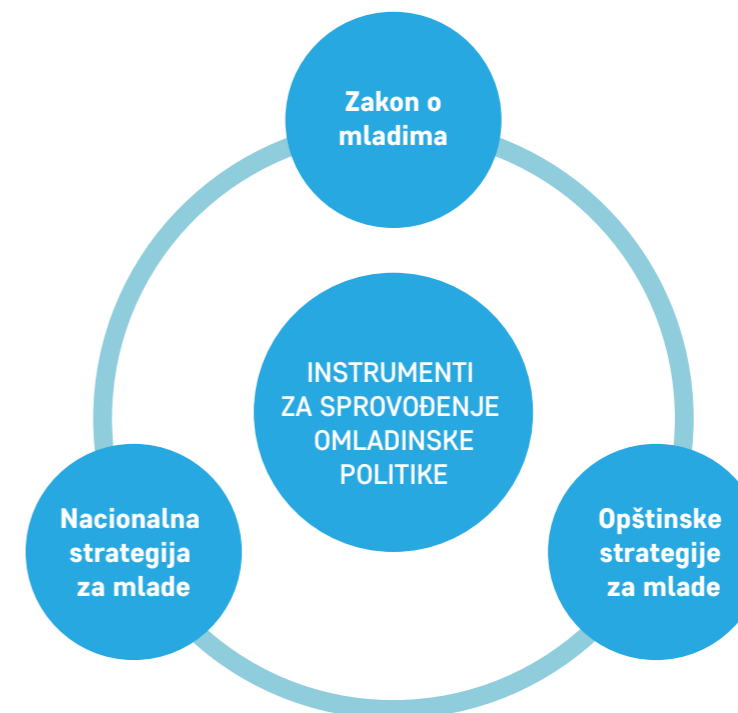 Zakon o
mladima
INSTRUMENTI
ZA SPROVOĐENJE
OMLADINSKE
POLITIKE
Nacionalna
strategija
za mlade
Opštinske
strategije
za mlade